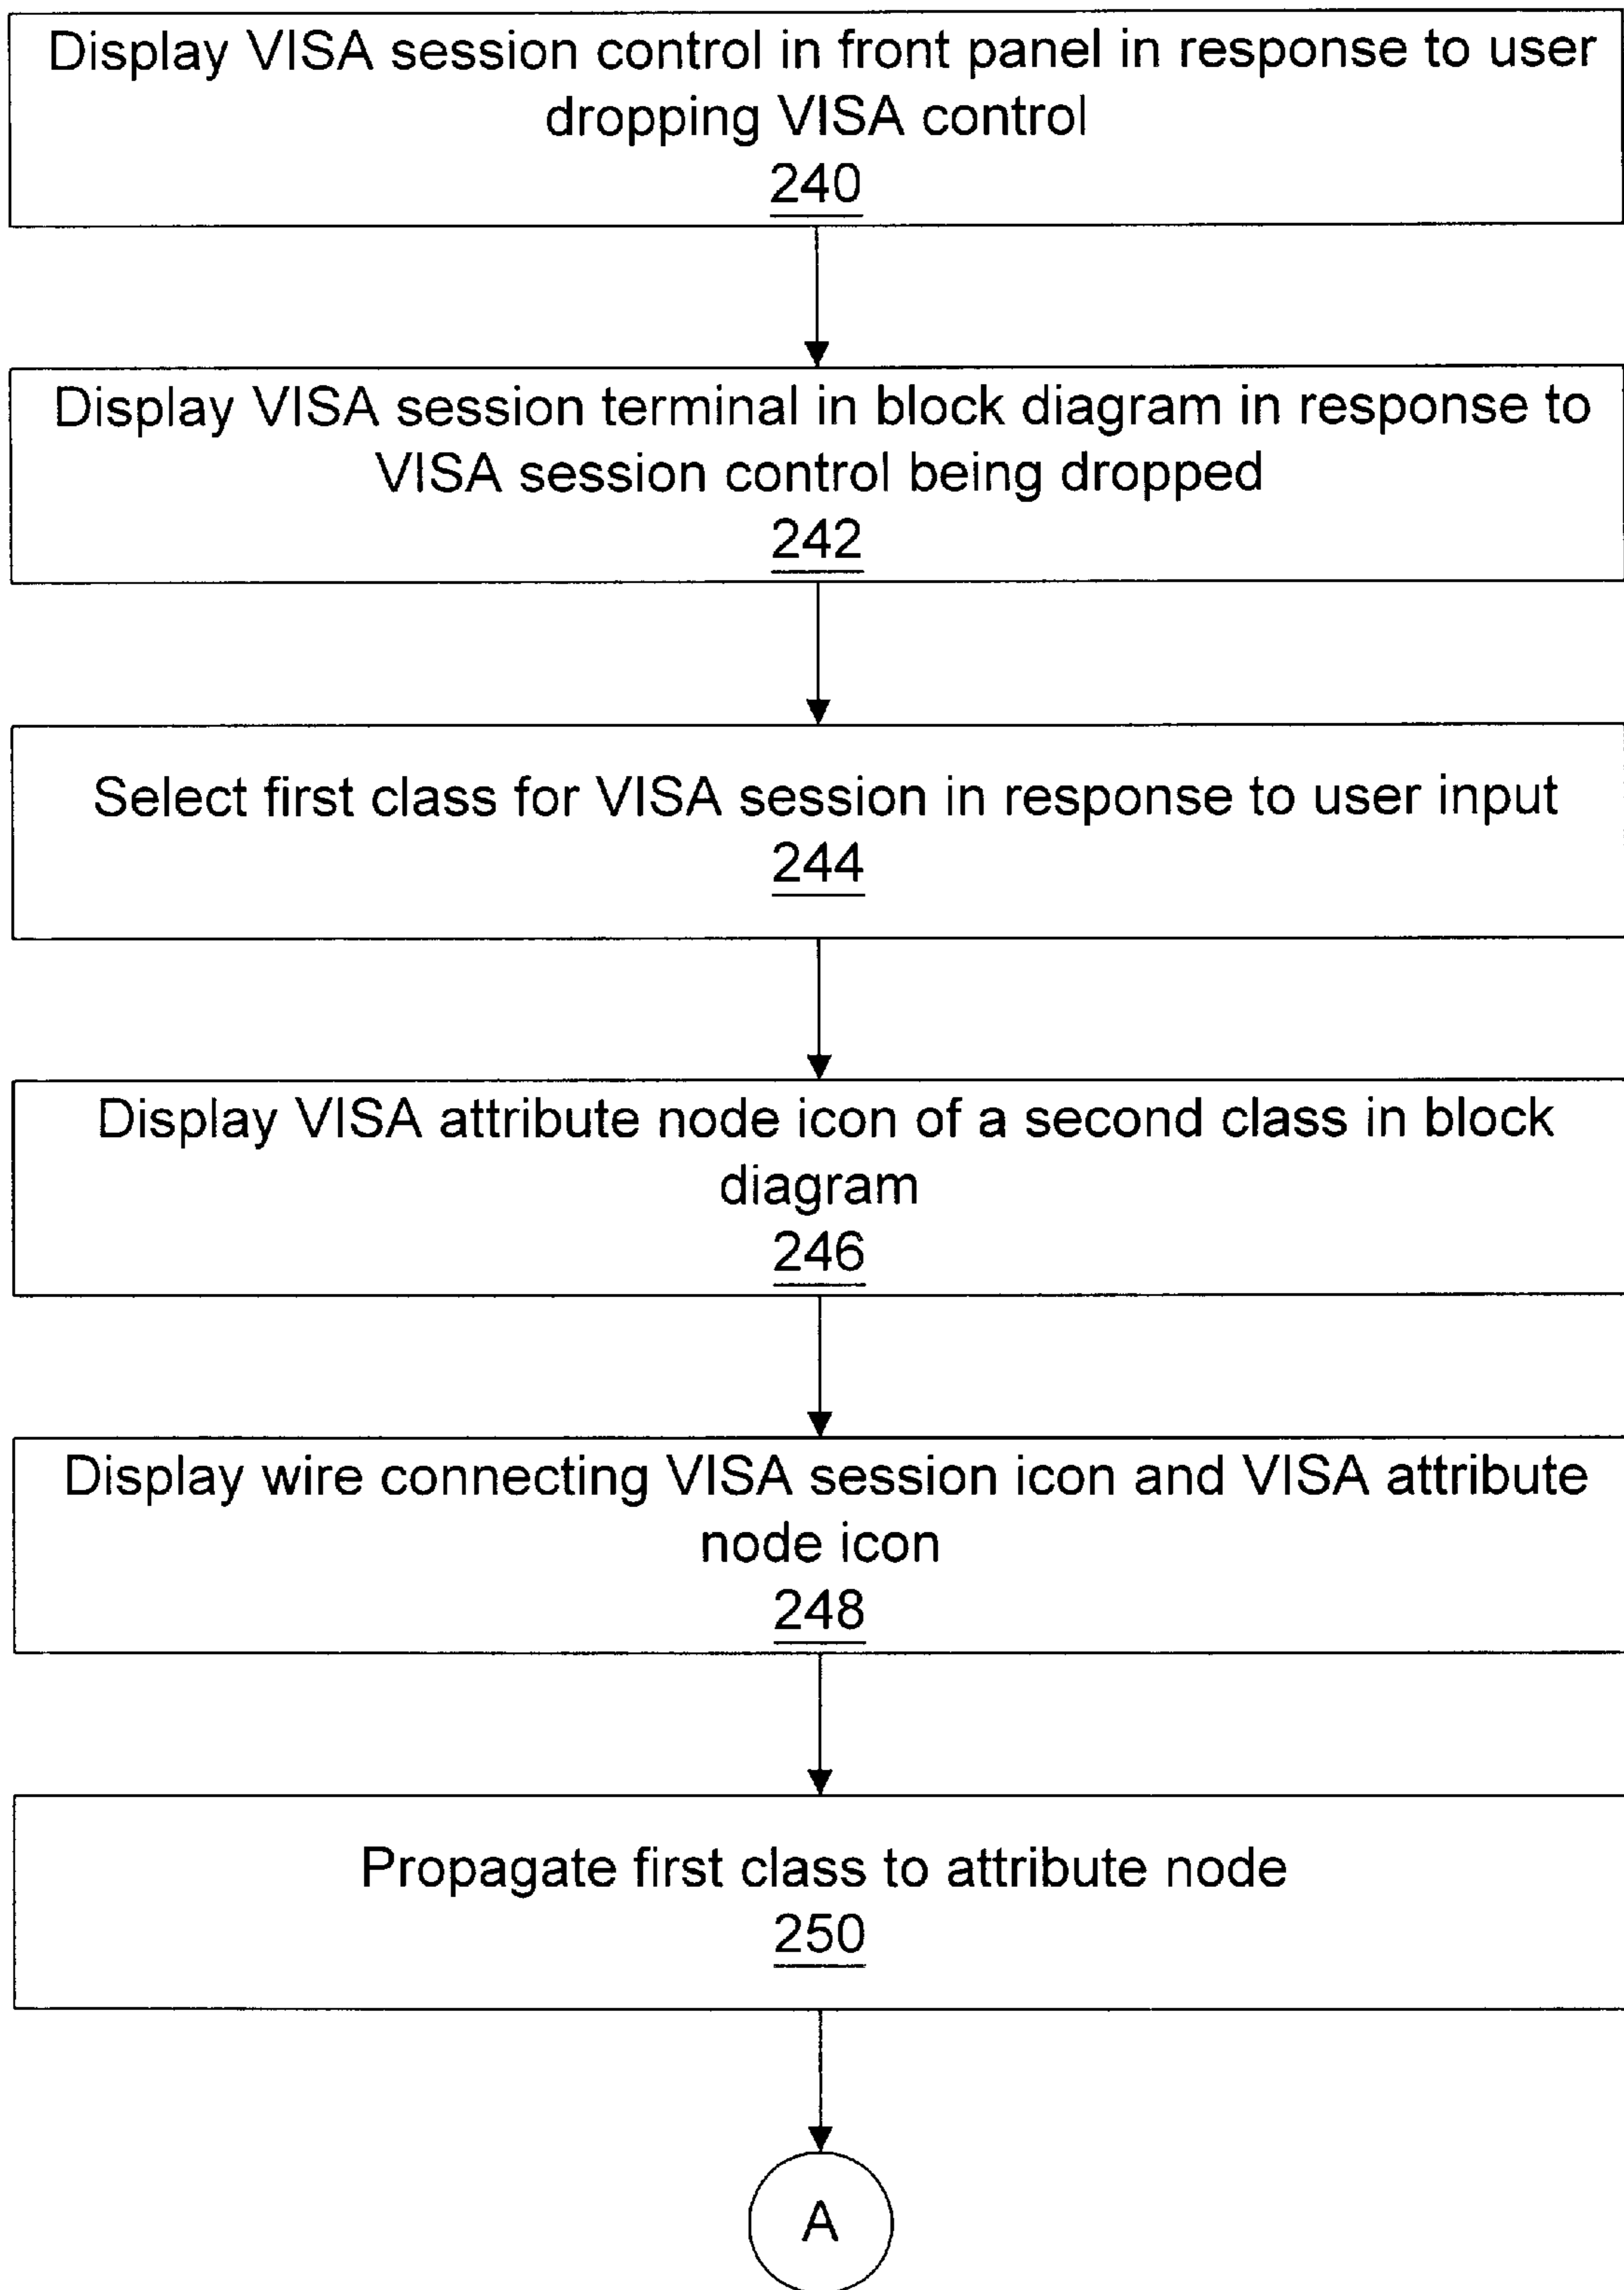 Display VISA session control in front panel in response to user
dropping VISA control
240
Display VISA session terminal in block diagram in response to
VISA session control being dropped
242
Select first class for VISA session in response to user input
244
Display VISA attribute node icon of a second class in block
diagram
246
Display wire connecting VISA session icon and VISA attribute
node icon
248
Propagate first class to attribute node
250
A